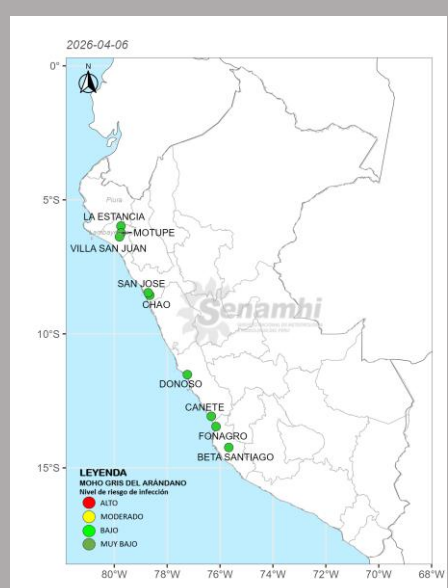 2026-04-06
N
0°
5°S
10°S
15°S
Piura
LA ESTANCIA
MOTUPE
VILLA SAN JUAN
SAN JOSE
CHAO
Senamhi
DONOSO
CANETE
FONAGRO
BETA SANTIAGO
LEYENDA
MOHO GRIS DEL ARÁNDANO
Nivel de riesgo de infección
ALTO
MODERADO
BAJO
MUY BAJO
80°W 78°W 76°W 74°W 72°W 70°W 68°W